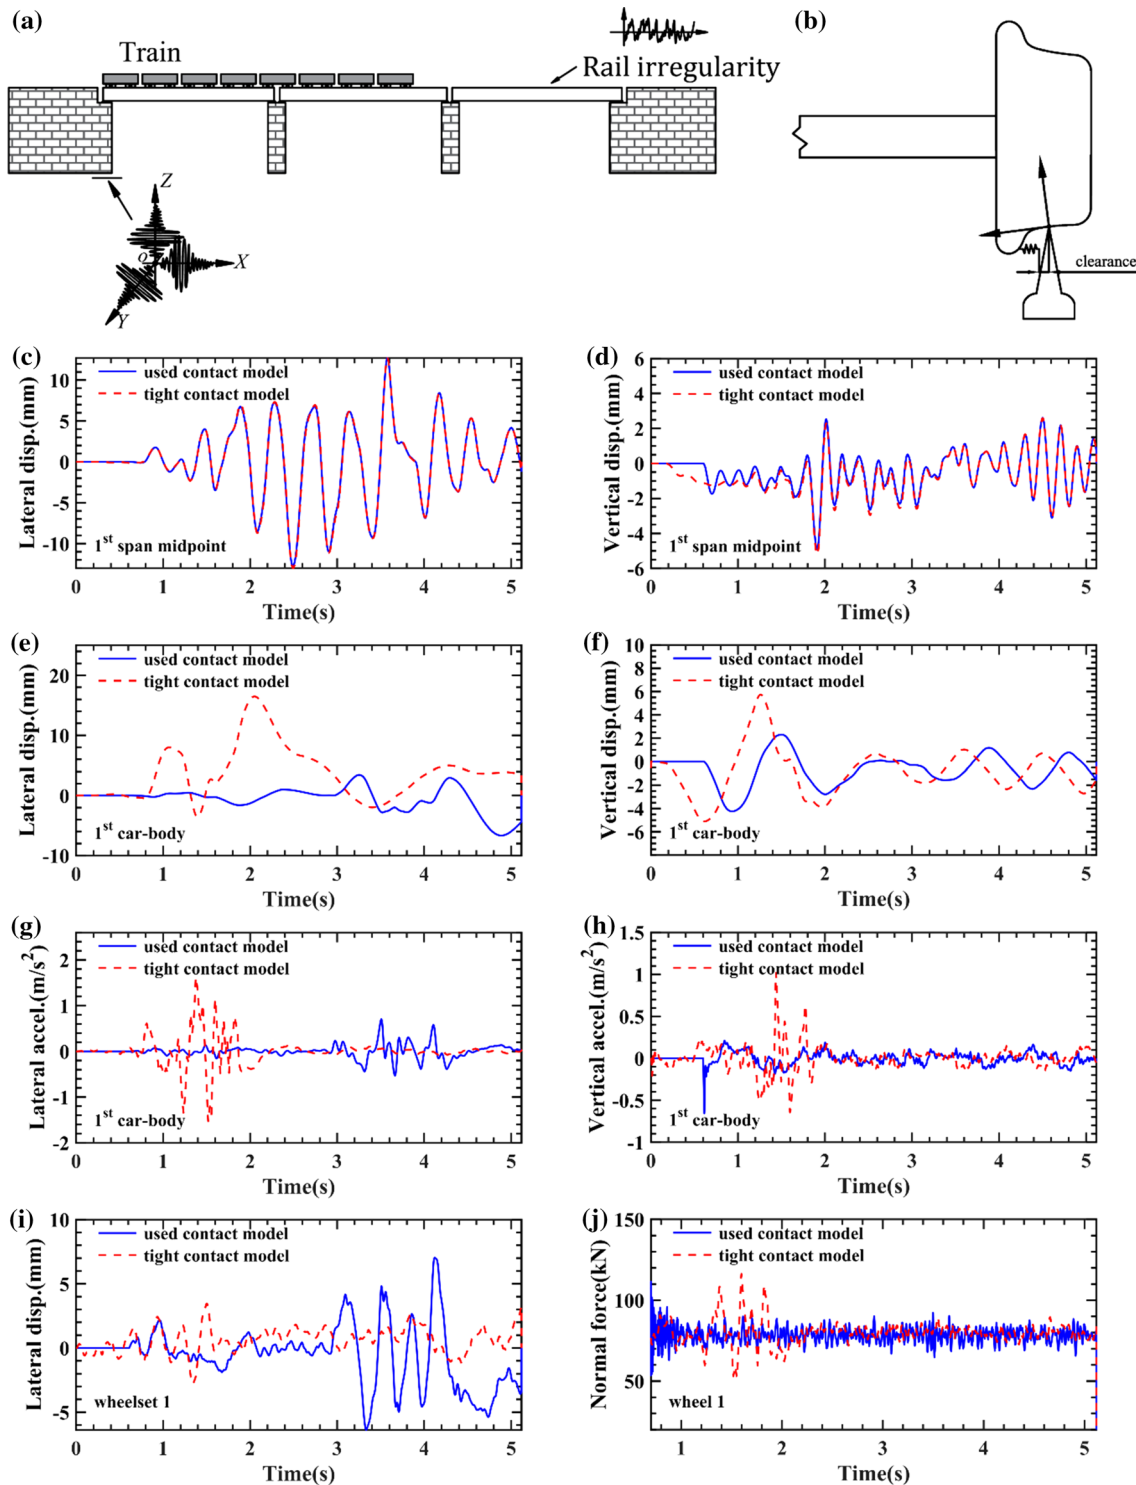 (a)
Train
Rail irregularity
Z
o
X
Y
(b)
clearance
(c)
Lateral disp.(mm)
10
5
0
-5
-10
used contact model
tight contact model
1st span midpoint
0 1 2 3 4 5
Time(s)
(d)
Vertical disp.(mm)
6
4
2
0
-2
-4
-6
used contact model
tight contact model
1st span midpoint
0 1 2 3 4 5
Time(s)
(e)
Lateral disp.(mm)
20
10
0
-10
used contact model
tight contact model
1st car-body
0 1 2 3 4 5
Time(s)
(f)
Vertical disp.(mm)
10
8
6
4
2
0
-2
-4
-6
used contact model
tight contact model
1st car-body
0 1 2 3 4 5
Time(s)
(g)
Lateral accel.(m/s2)
2
1
0
-1
-2
used contact model
tight contact model
1st car-body
0 1 2 3 4 5
Time(s)
(h)
Vertical accel.(m/s2)
1.5
1
0.5
0
-0.5
-1
used contact model
tight contact model
1st car-body
0 1 2 3 4 5
Time(s)
(i)
Lateral disp.(mm)
10
5
0
-5
used contact model
tight contact model
wheelset 1
0 1 2 3 4 5
Time(s)
(j)
Normal force(kN)
150
100
50
used contact model
tight contact model
wheel 1
1 2 3 4 5
Time(s)